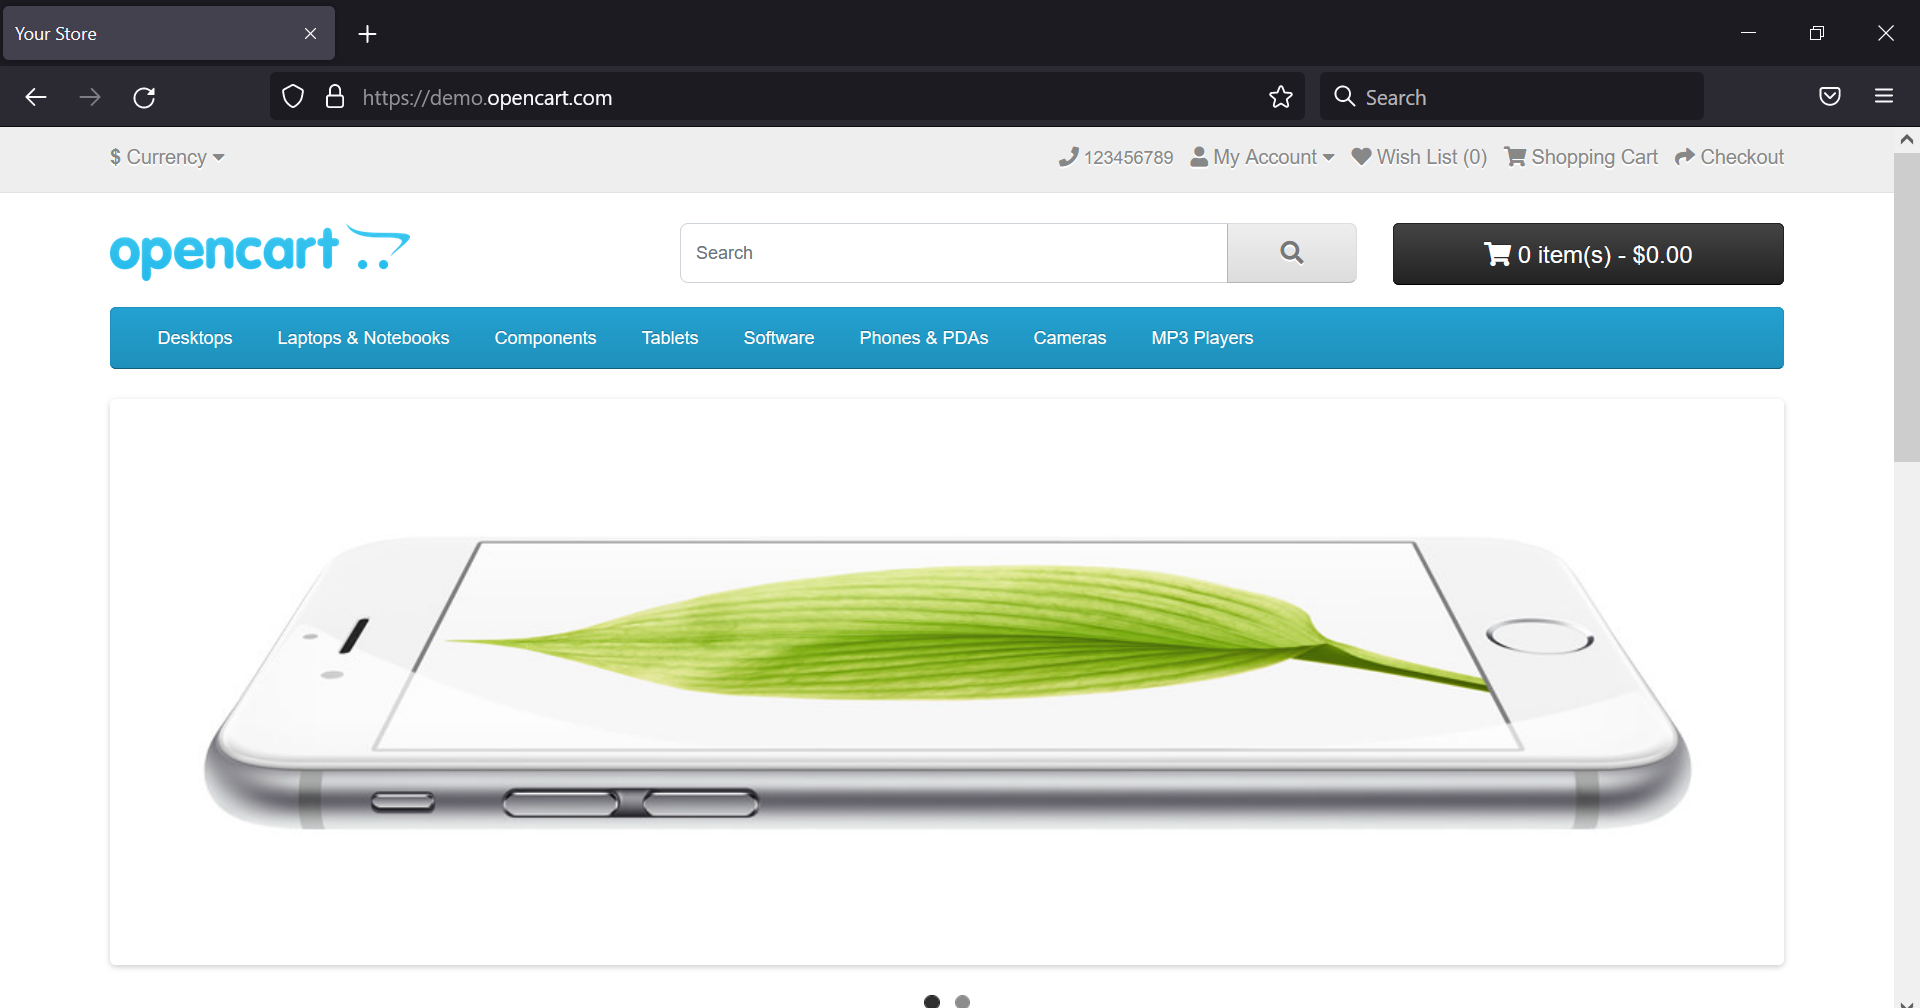 Your Store
https://demo.opencart.com
Search
$ Currency
123456789 My Account Wish List (0) Shopping Cart Checkout
opencart
Search
0 item(s) - $0.00
Desktops Laptops & Notebooks Components Tablets Software Phones & PDAs Cameras MP3 Players